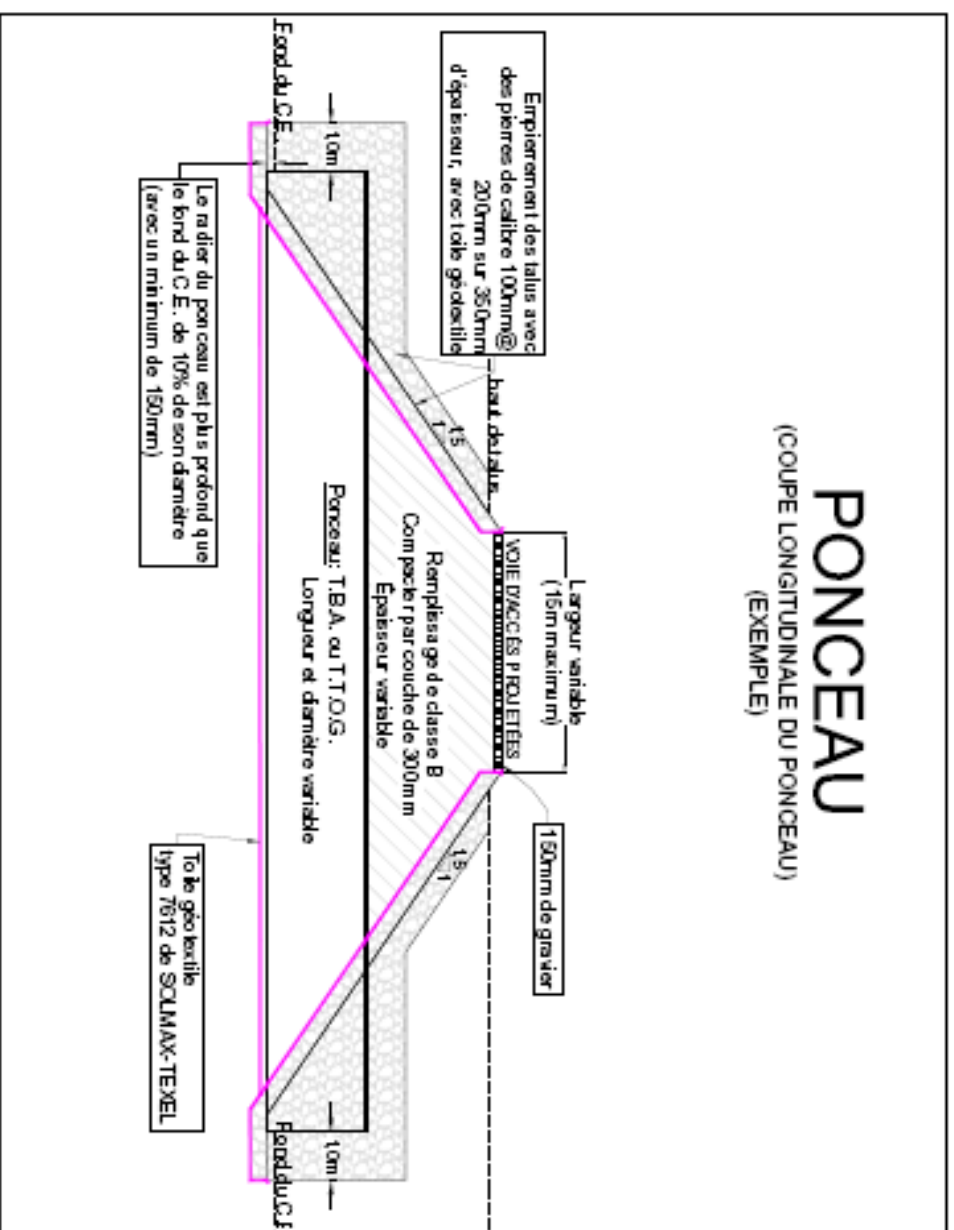 PONCEAU
(COUPE LONGITUDINALE DU PONCEAU)
(EXEMPLE)
Empierrement des talus avec
des pierres de calibre 100mm@
200mm sur 350mm
d'épaisseur, avec toile géotextile
Largeur variable
(15m maximum)
150mm de gravier
haut de talus
VOIE D'ACCÈS PROJETÉES
1.5
1
1.5
1
Remplissage de classe B
Compacter par couche de 300mm
Épaisseur variable
Ponceau: T.B.A. ou T.T.O.G.
Longueur et diamètre variable
1,0m
1,0m
Fond du C.E.
Fond du C.E
Le radier du ponceau est plus profond que
le fond du C.E. de 10% de son diamètre
(avec un minimum de 150mm)
Toile géotextile
type 7612 de SOLMAX-TEXEL